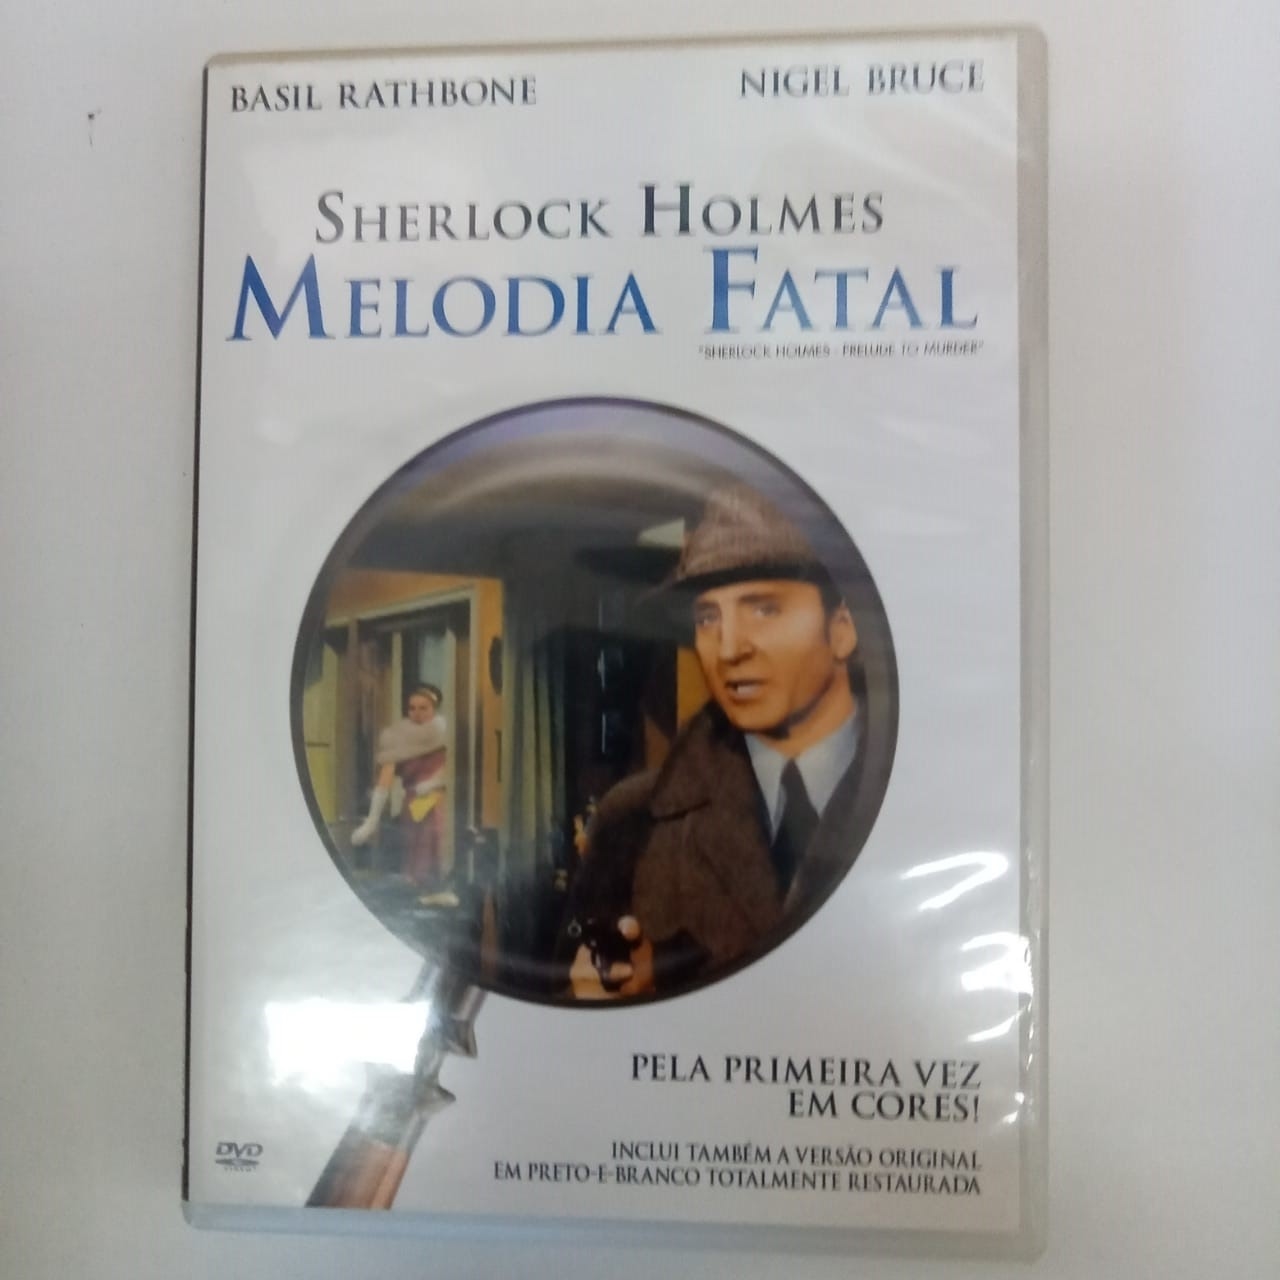 BASIL RATHBONE
NIGEL BRUCE
SHERLOCK HOLMES
MELODIA FATAL
"SHERLOCK HOLMES - PRELUDE TO MURDER"
PELA PRIMEIRA VEZ
EM CORES!
INCLUI TAMBÉM A VERSÃO ORIGINAL
EM PRETO-E-BRANCO TOTALMENTE RESTAURADA
DVD
VIDEO